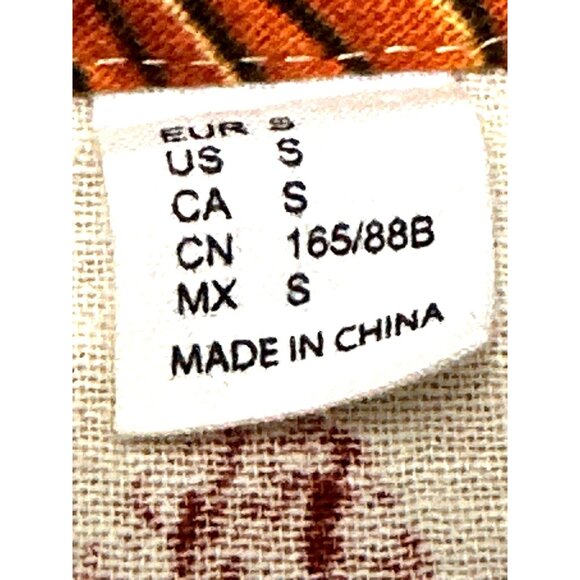 EUR S
US S
CA S
CN 165/88B
MX S
MADE IN CHINA